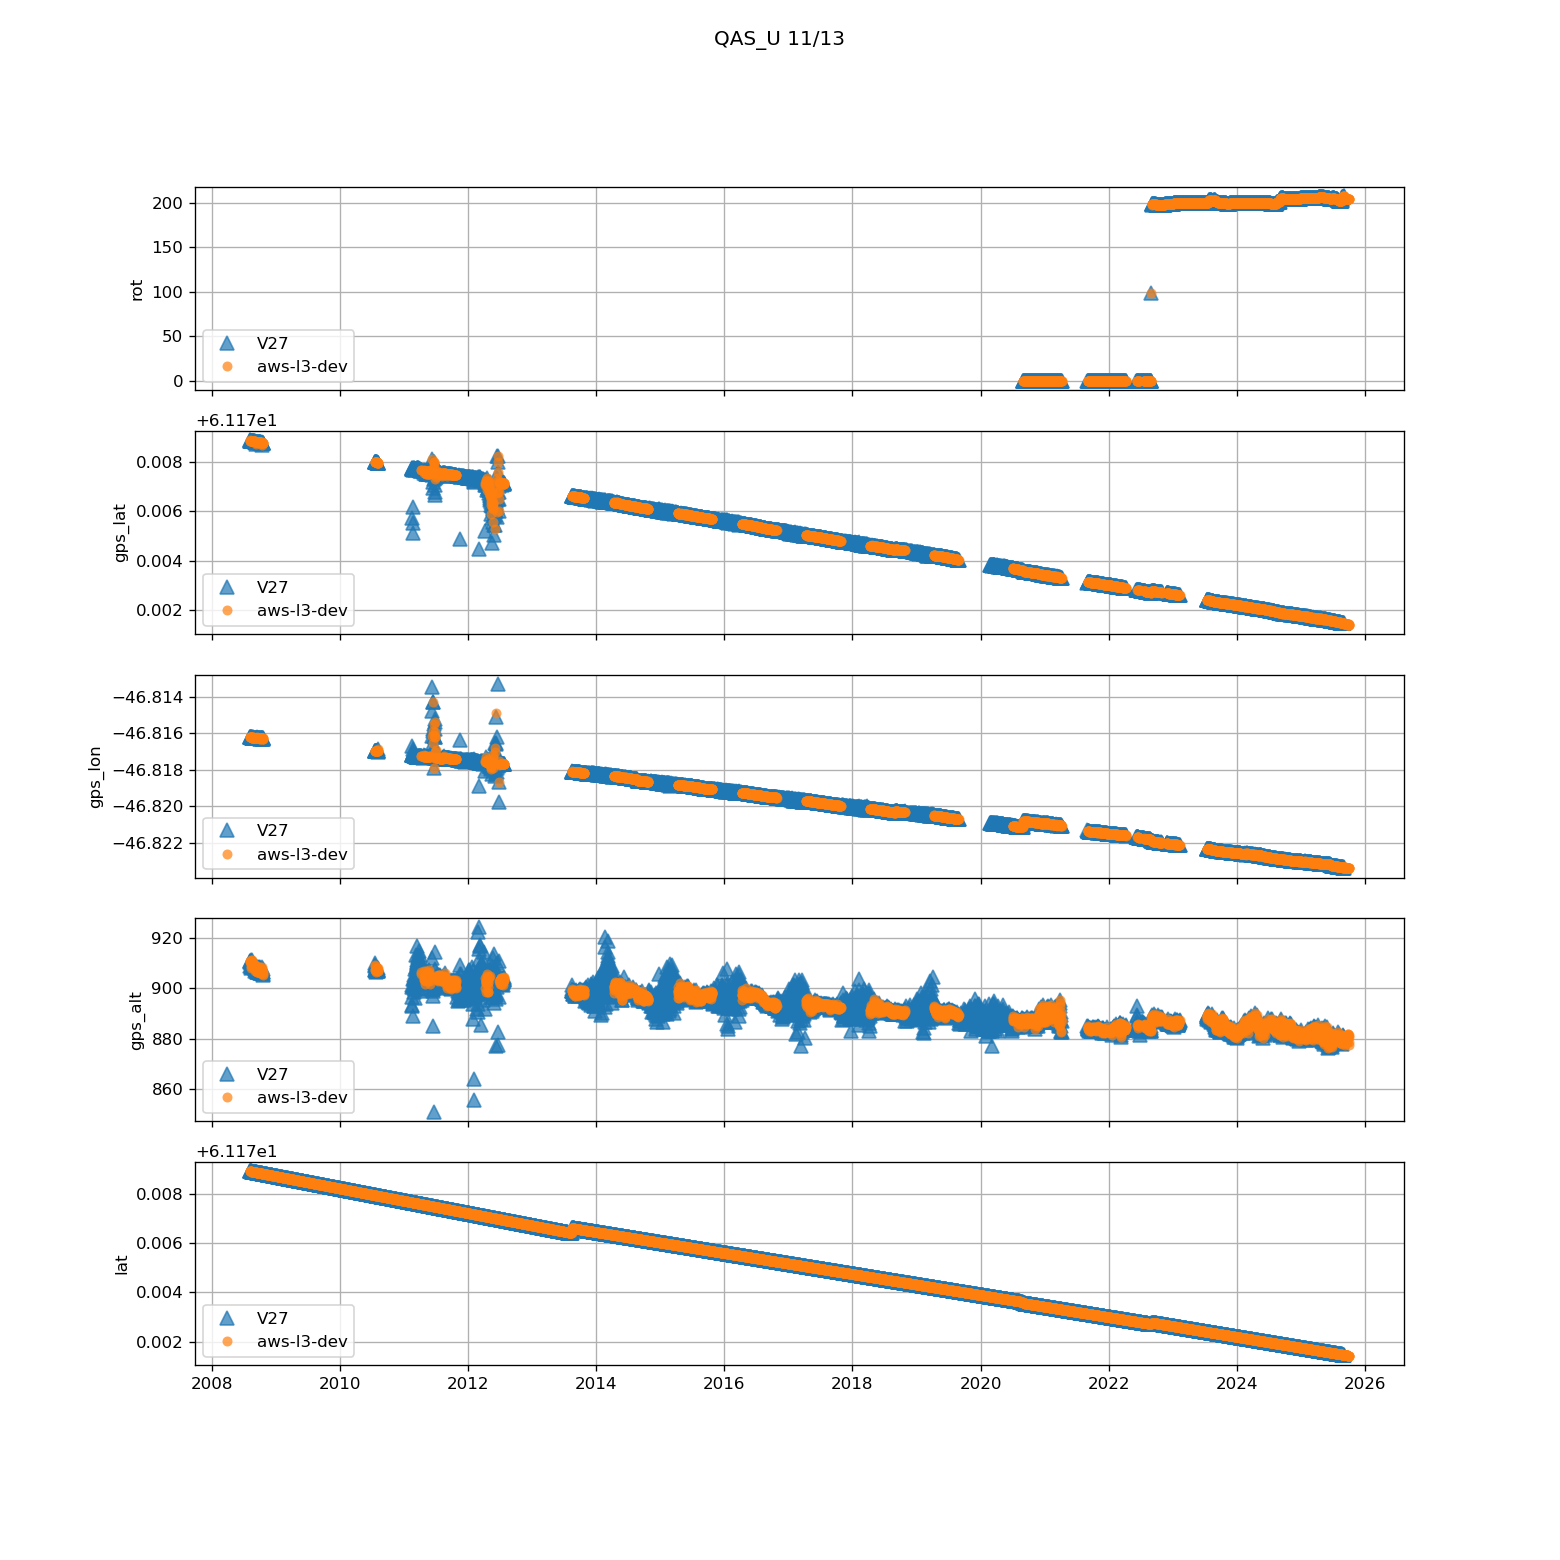 QAS_U 11/13
200
150
100
50
0
rot
V27
aws-l3-dev
+6.117e1
0.008
0.006
0.004
0.002
gps_lat
V27
aws-l3-dev
−46.814
−46.816
−46.818
−46.820
−46.822
gps_lon
V27
aws-l3-dev
920
900
880
860
gps_alt
V27
aws-l3-dev
+6.117e1
0.008
0.006
0.004
0.002
lat
V27
aws-l3-dev
2008 2010 2012 2014 2016 2018 2020 2022 2024 2026